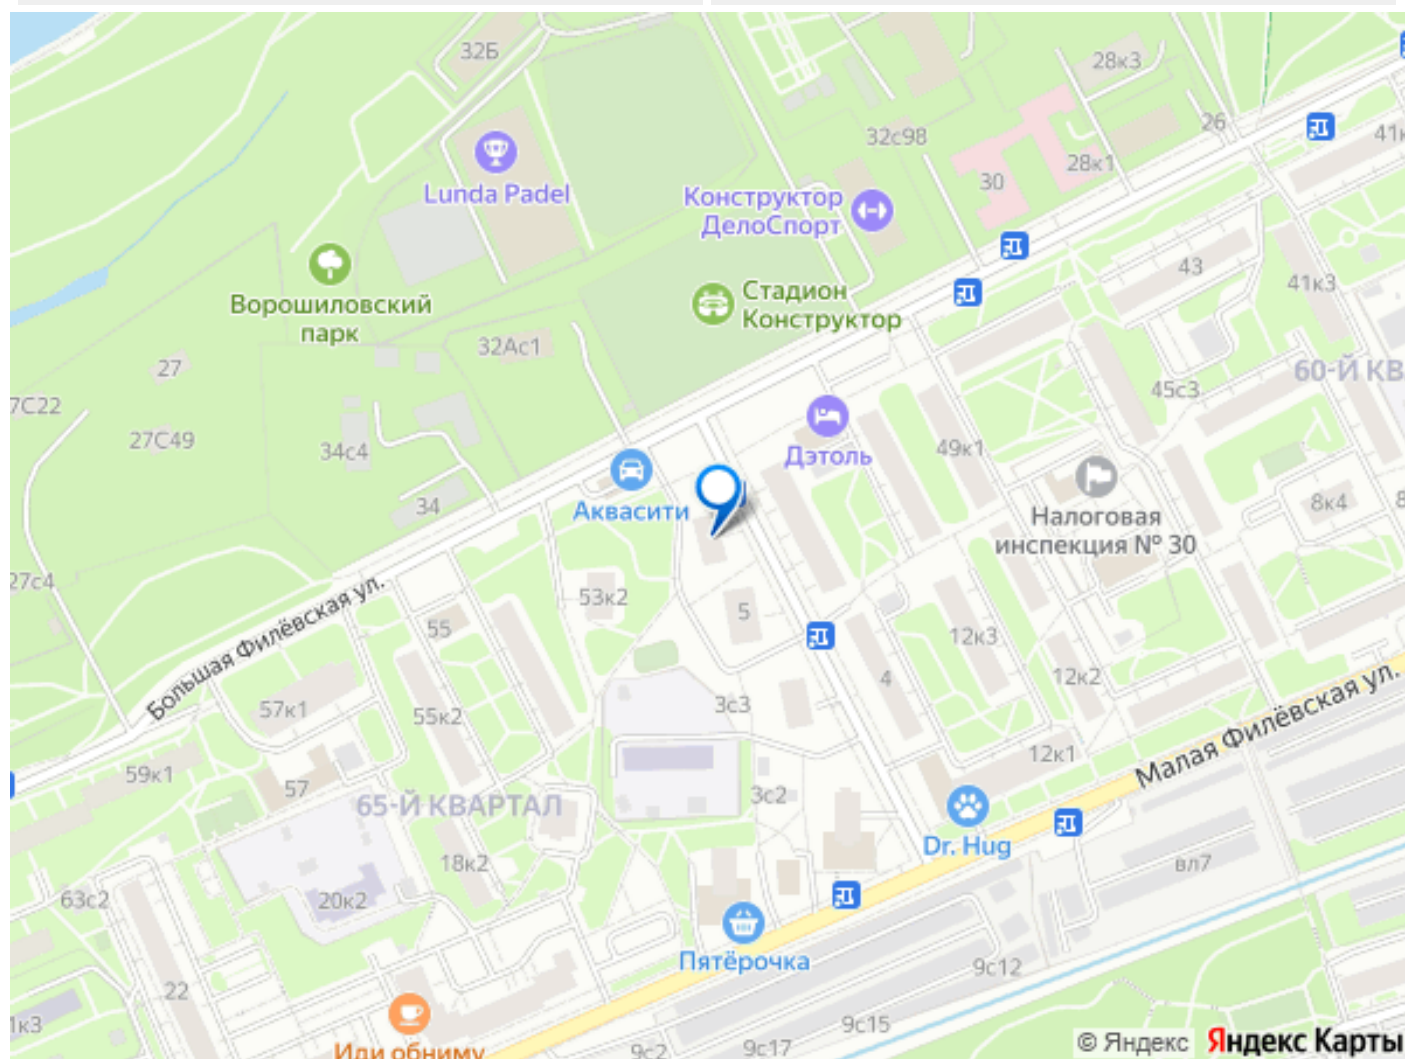 32Б
28к3
26
41к
32с98
28к1
30
Lunda Padel
Конструктор
ДелоСпорт
43
41к3
Ворошиловский
парк
Стадион
Конструктор
32Ас1
27
60-Й КВ
45с3
7С22
27С49
34с4
49к1
Дэтоль
34
Аквасити
8к4
8
Налоговая
инспекция № 30
27с4
53к2
5
Большая Филёвская ул.
55
12к3
4
12к2
57к1
55к2
3с3
Малая Филёвская ул.
12к1
59к1
57
65-Й КВАРТАЛ
3с2
Dr. Hug
18к2
вл7
63с2
20к2
Пятёрочка
9с12
22
1к3
9с15
Иди обниму
9с2
9с17
© Яндекс Яндекс Карты